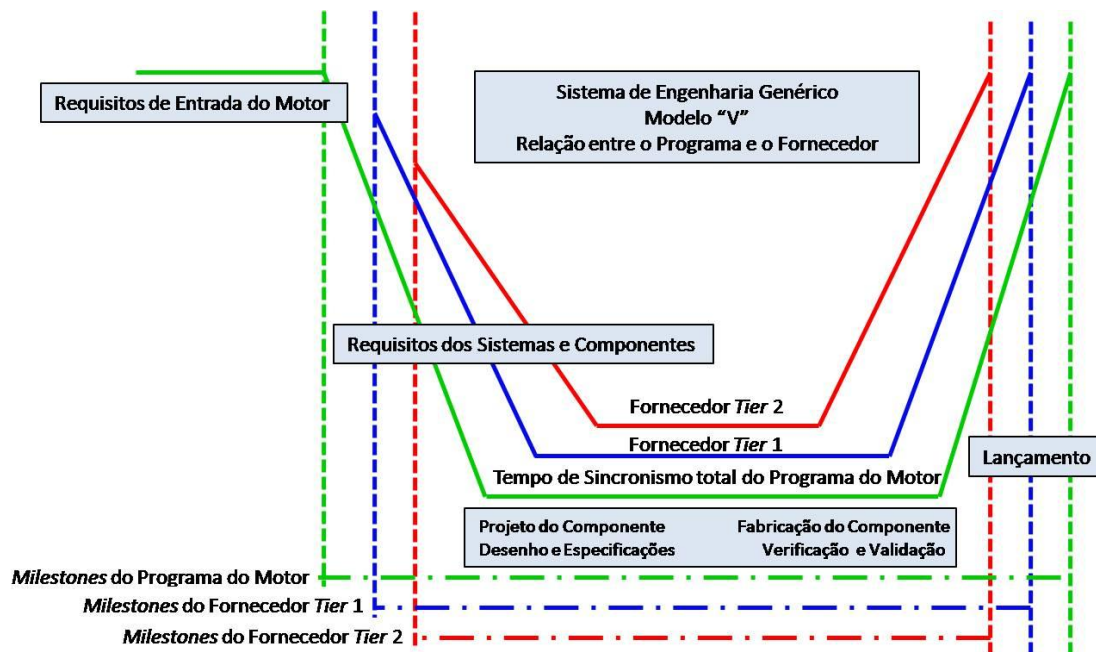 Requisitos de Entrada do Motor
Sistema de Engenharia Genérico
Modelo “V”
Relação entre o Programa e o Fornecedor
Requisitos dos Sistemas e Componentes
Fornecedor Tier 2
Fornecedor Tier 1
Tempo de Sincronismo total do Programa do Motor
Lançamento
Projeto do Componente Fabricação do Componente
Desenho e Especificações Verificação e Validação
Milestones do Programa do Motor
Milestones do Fornecedor Tier 1
Milestones do Fornecedor Tier 2